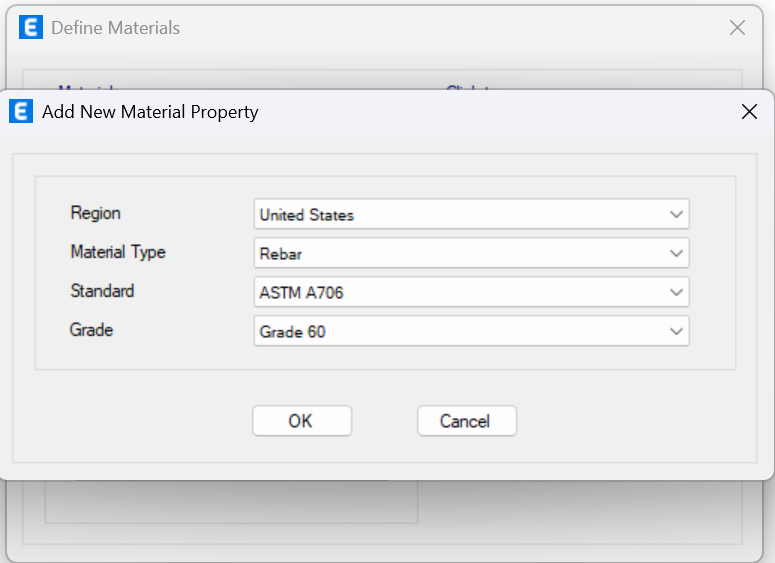 E Define Materials
E Add New Material Property
Region United States
Material Type Rebar
Standard ASTM A706
Grade Grade 60
OK Cancel